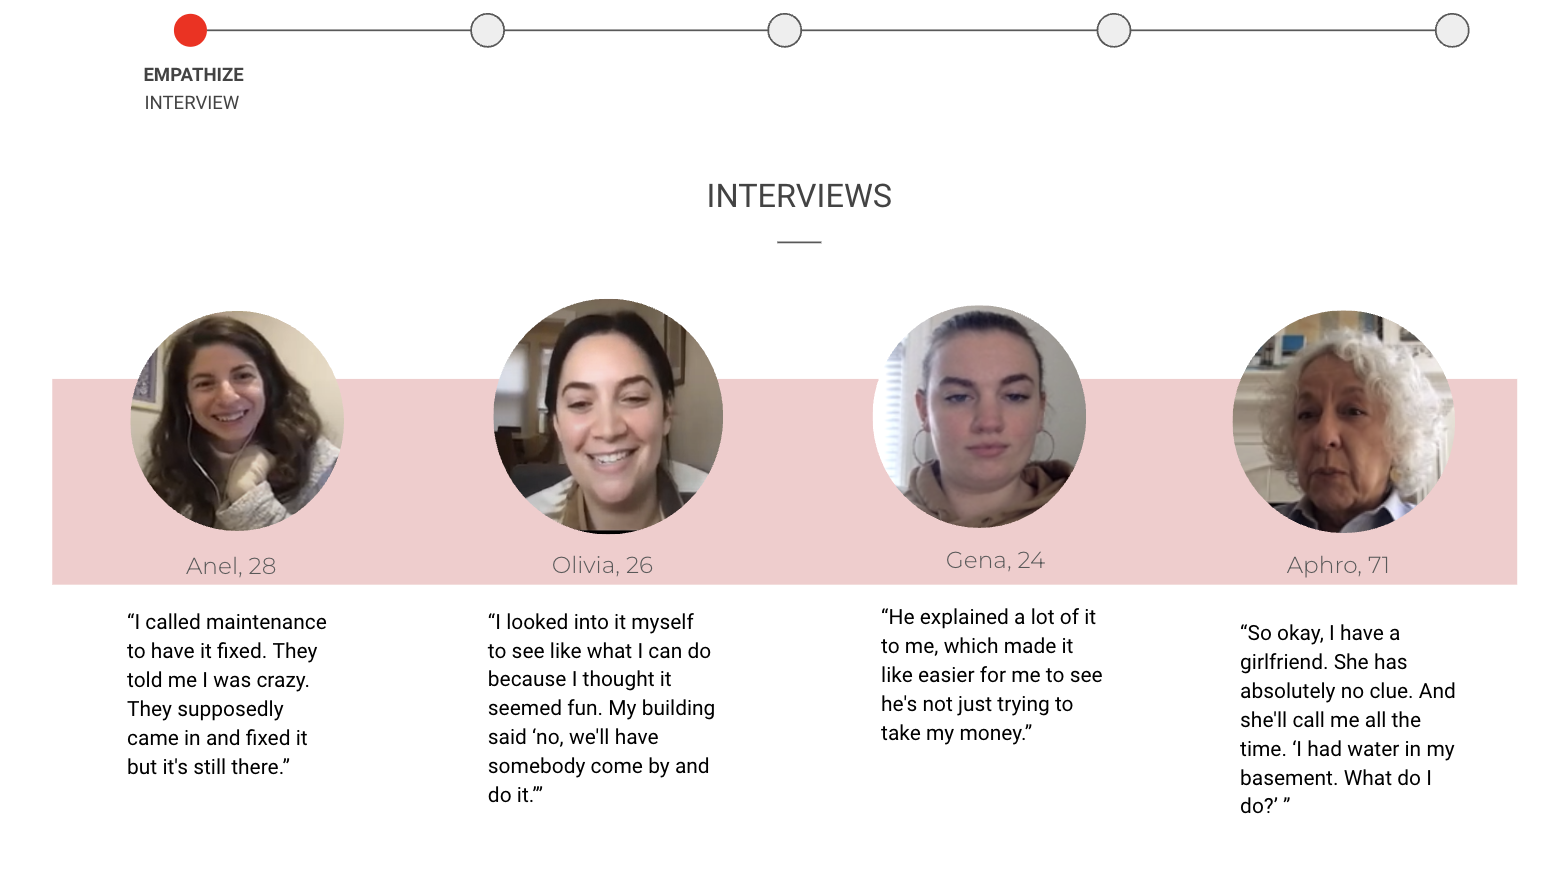 EMPATHIZE
INTERVIEW
INTERVIEWS
Anel, 28
“I called maintenance
to have it fixed. They
told me I was crazy.
They supposedly
came in and fixed it
but it's still there.”
Olivia, 26
“I looked into it myself
to see like what I can do
because I thought it
seemed fun. My building
said ‘no, we'll have
somebody come by and
do it.’”
Gena, 24
“He explained a lot of it
to me, which made it
like easier for me to see
he's not just trying to
take my money.”
Aphro, 71
“So okay, I have a
girlfriend. She has
absolutely no clue. And
she'll call me all the
time. ‘I had water in my
basement. What do I
do?’ ”